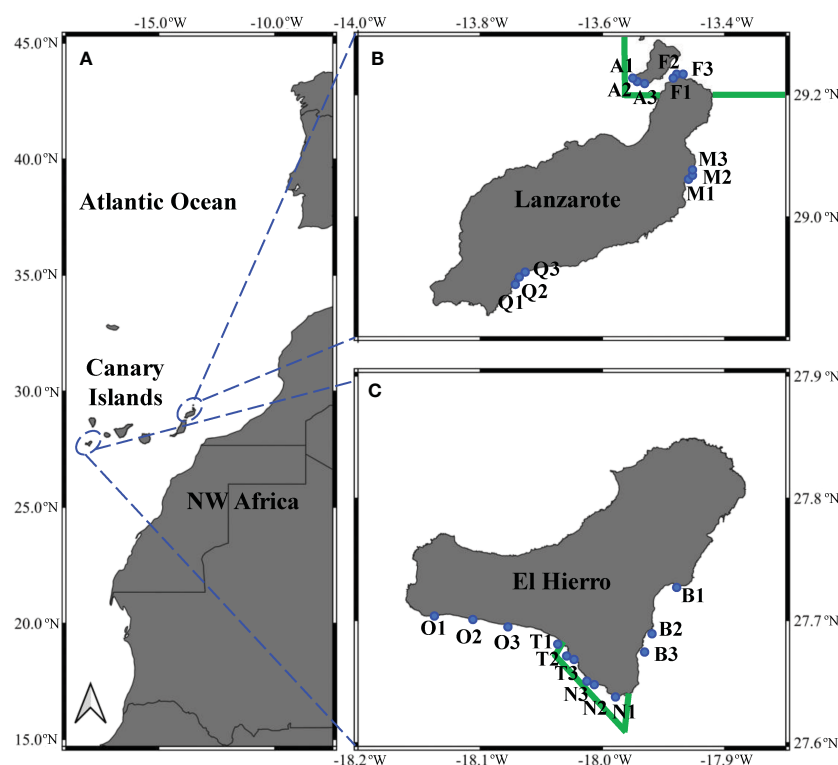 -15.0°
-10.0°
-14.0°
-13.8°
-13.6°
-13.4°
45.0°N
40.0°N
35.0°N
30.0°N
25.0°N
20.0°N
15.0°N
A
Atlantic Ocean
Canary
Islands
NW Africa
B
A1
A2
A3
F2
F3
F1
29.2°N
M3
M2
M1
Lanzarote
29.0°N
Q3
Q2
Q1
C
27.9°N
27.8°N
El Hierro
B1
27.7°N
O1
O2
O3
B2
B3
T1
T2
T3
N3
N2
N1
27.6°N
-18.2°
-18.1°
-18.0°
-17.9°